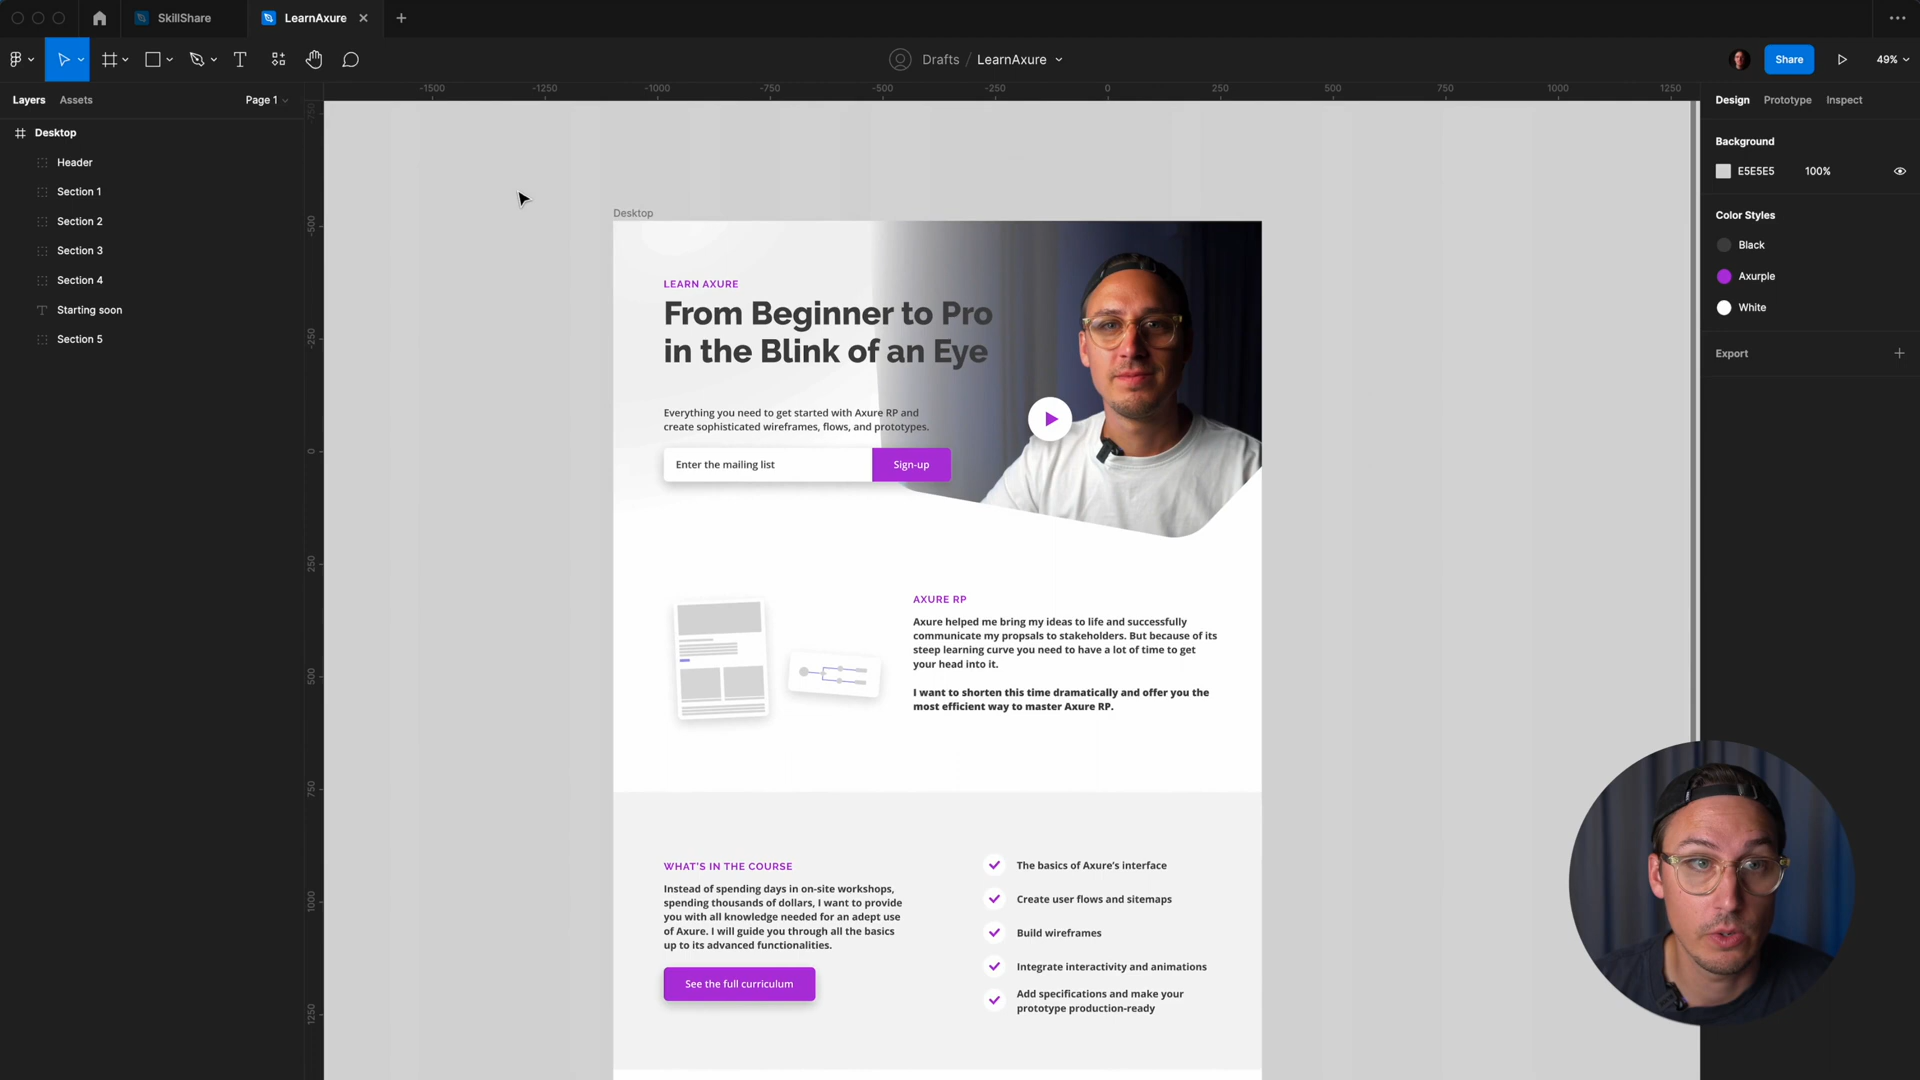 SkillShare
LearnAxure
Drafts / LearnAxure
Share
49%
Layers
Assets
Page 1
-1500
-1250
-1000
-750
-500
-250
0
250
500
750
1000
1250
Design
Prototype
Inspect
Desktop
Header
Section 1
Section 2
Section 3
Section 4
Starting soon
Section 5
-750
-500
-250
0
250
500
750
1000
1250
Desktop
LEARN AXURE
From Beginner to Pro
in the Blink of an Eye
Everything you need to get started with Axure RP and
create sophisticated wireframes, flows, and prototypes.
Enter the mailing list
Sign-up
AXURE RP
Axure helped me bring my ideas to life and successfully
communicate my propsals to stakeholders. But because of its
steep learning curve you need to have a lot of time to get
your head into it.
I want to shorten this time dramatically and offer you the
most efficient way to master Axure RP.
WHAT'S IN THE COURSE
Instead of spending days in on-site workshops,
spending thousands of dollars, I want to provide
you with all knowledge needed for an adept use
of Axure. I will guide you through all the basics
up to its advanced functionalities.
See the full curriculum
The basics of Axure's interface
Create user flows and sitemaps
Build wireframes
Integrate interactivity and animations
Add specifications and make your
prototype production-ready
Background
E5E5E5
100%
Color Styles
Black
Axurple
White
Export